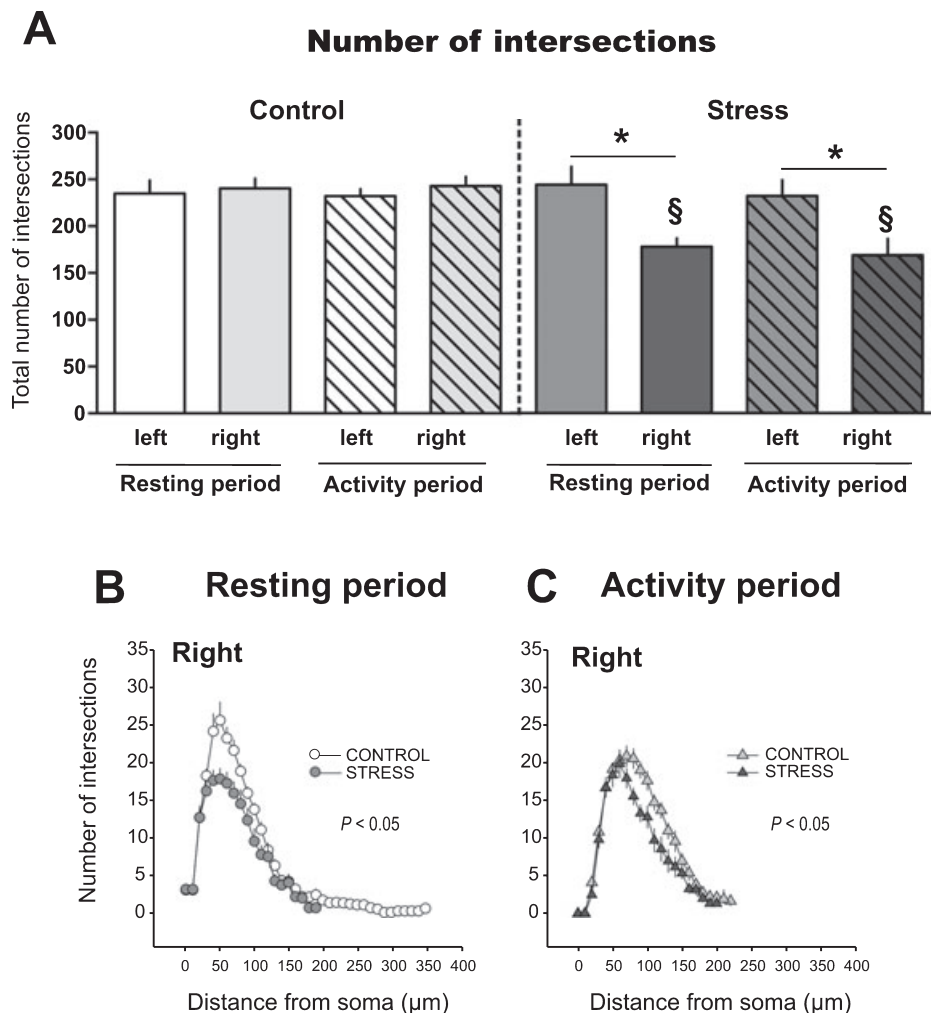 A
Number of intersections
Control
Stress
Total number of intersections
300
250
200
150
100
50
0
*
§
*
§
left right left right left right left right
Resting period Activity period Resting period Activity period
B Resting period
C Activity period
Right
Number of intersections
35
30
25
20
15
10
5
0
CONTROL
STRESS
P < 0.05
0 50 100 150 200 250 300 350 400
Distance from soma (µm)
Right
35
30
25
20
15
10
5
0
CONTROL
STRESS
P < 0.05
0 50 100 150 200 250 300 350 400
Distance from soma (µm)